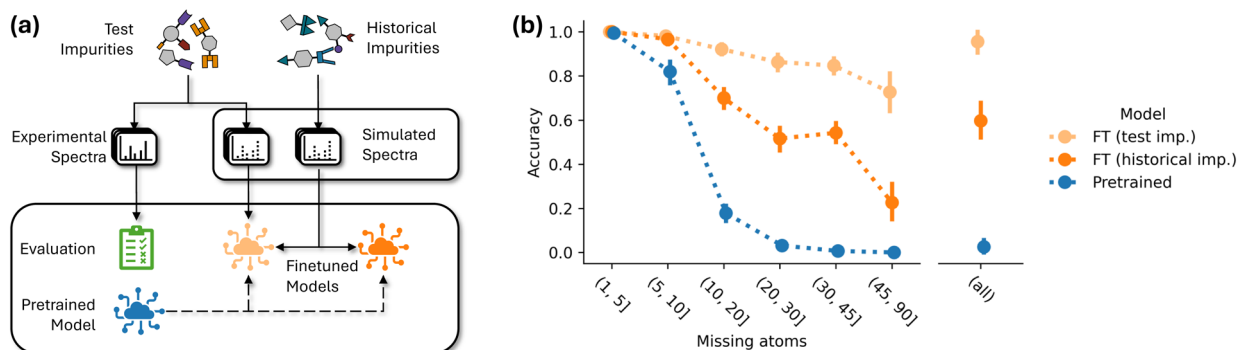 (a)
Test
Impurities
Historical
Impurities
Experimental
Spectra
Simulated
Spectra
Evaluation
Finetuned
Models
Pretrained
Model
(b)
Accuracy
1.0
0.8
0.6
0.4
0.2
0.0
(1, 5]
(5, 10]
(10, 20]
(20, 30]
(30, 45]
(45, 90]
(all)
Missing atoms
Model
FT (test imp.)
FT (historical imp.)
Pretrained